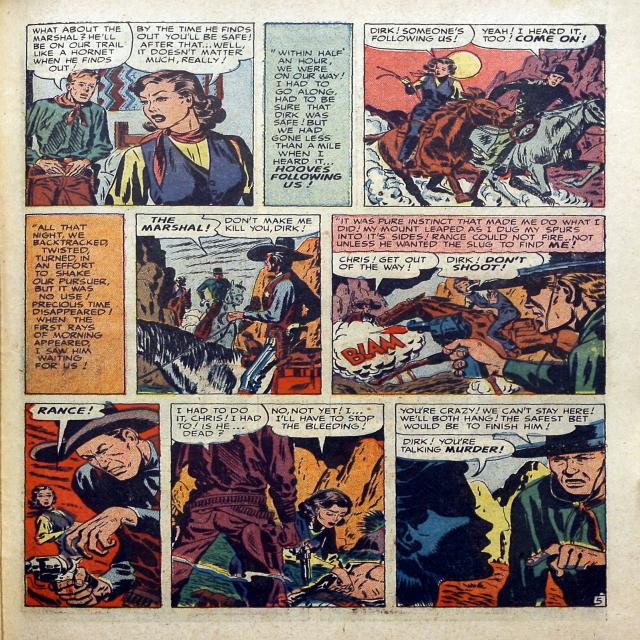 WHAT ABOUT THE
MARSHAL? HE'LL
BE ON OUR TRAIL
LIKE A HORNET
WHEN HE FINDS
OUT!
BY THE TIME HE FINDS
OUT YOU'LL BE SAFE!
AFTER THAT... WELL,
IT DOESN'T MATTER
MUCH, REALLY!
"WITHIN HALF
AN HOUR,
WE WERE
ON OUR WAY!
I HAD TO
GO ALONG,
HAD TO BE
SURE THAT
DIRK WAS
SAFE! BUT
WE HAD
GONE LESS
THAN A MILE
WHEN I
HEARD IT...
HOOVES
FOLLOWING
US!"
DIRK! SOMEONE'S
FOLLOWING US!
YEAH! I HEARD IT,
TOO! COME ON!
"ALL THAT
NIGHT, WE
BACKTRACKED,
TWISTED,
TURNED, IN
AN EFFORT
TO SHAKE
OUR PURSUER,
BUT IT WAS
NO USE!
PRECIOUS TIME
DISAPPEARED!
WHEN THE
FIRST RAYS
OF MORNING
APPEARED,
I SAW HIM
WAITING
FOR US!
THE
MARSHAL!
DON'T MAKE ME
KILL YOU, DIRK!
"IT WAS PURE INSTINCT THAT MADE ME DO WHAT I
DID! MY MOUNT LEAPED AS I DUG MY SPURS
INTO IT'S SIDES! RANCE COULD NOT FIRE, NOT
UNLESS HE WANTED THE SLUG TO FIND ME!
CHRIS! GET OUT
OF THE WAY!
DIRK! DON'T
SHOOT!
BLAM
RANCE!
I HAD TO DO
IT, CHRIS! I HAD
TO! IS HE...
DEAD?
NO, NOT YET! I...
I'LL HAVE TO STOP
THE BLEEDING!
YOU'RE CRAZY! WE CAN'T STAY HERE!
WE'LL BOTH HANG! THE SAFEST BET
WOULD BE TO FINISH HIM!
DIRK! YOU'RE
TALKING MURDER!
5